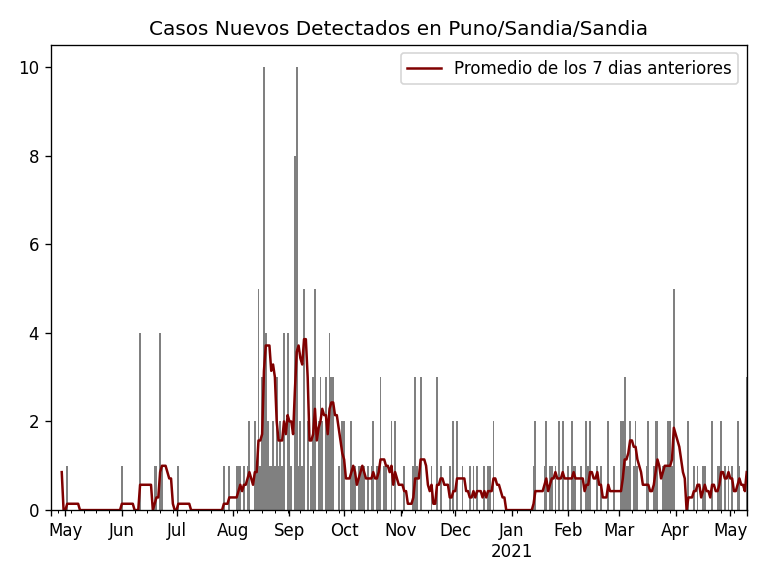 Casos Nuevos Detectados en Puno/Sandia/Sandia
Promedio de los 7 dias anteriores
10
8
6
4
2
0
May Jun Jul Aug Sep Oct Nov Dec Jan Feb Mar Apr May
2021